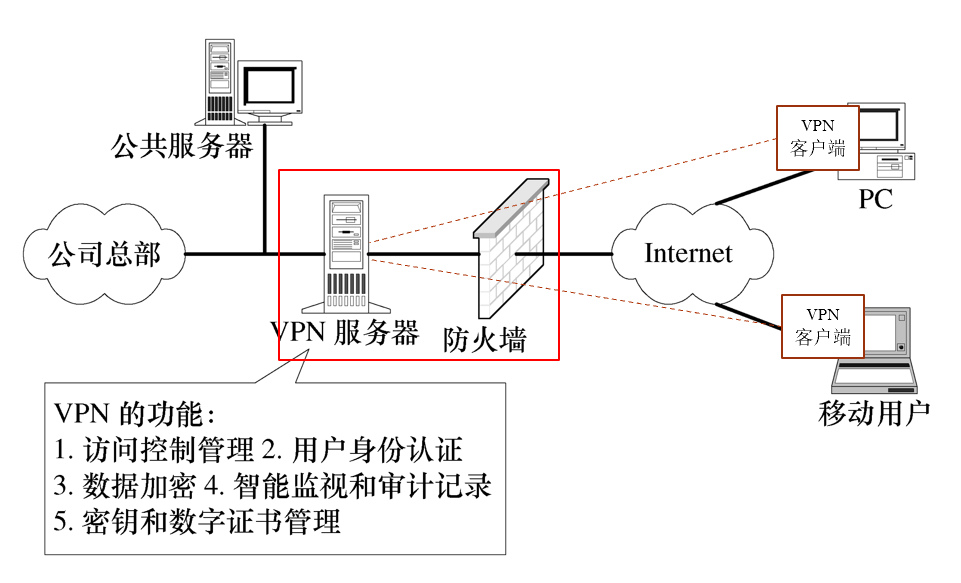 公共服务器
VPN
客户端
PC
公司总部
Internet
VPN 服务器
防火墙
VPN
客户端
移动用户
VPN 的功能：
1. 访问控制管理 2. 用户身份认证
3. 数据加密 4. 智能监视和审计记录
5. 密钥和数字证书管理